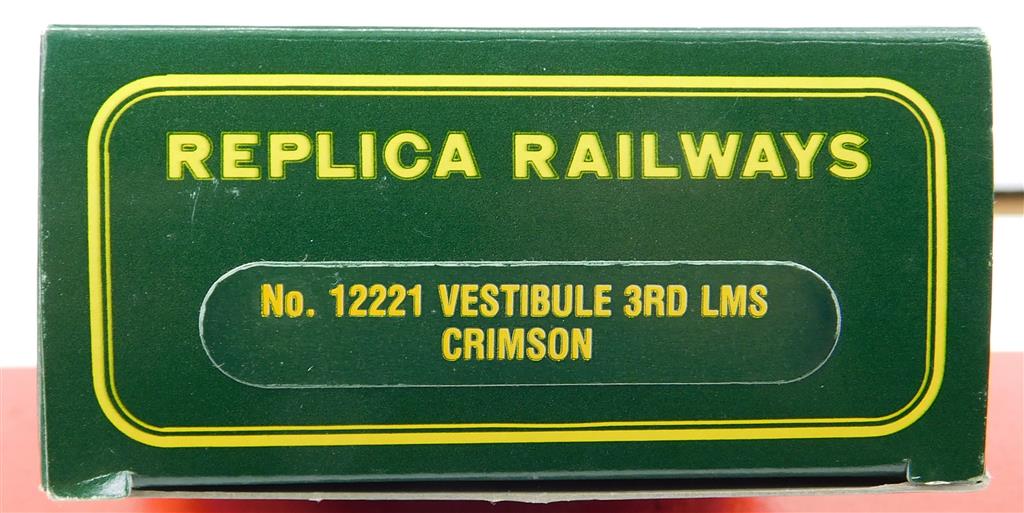 REPLICA RAILWAYS
No. 12221 VESTIBULE 3RD LMS
CRIMSON